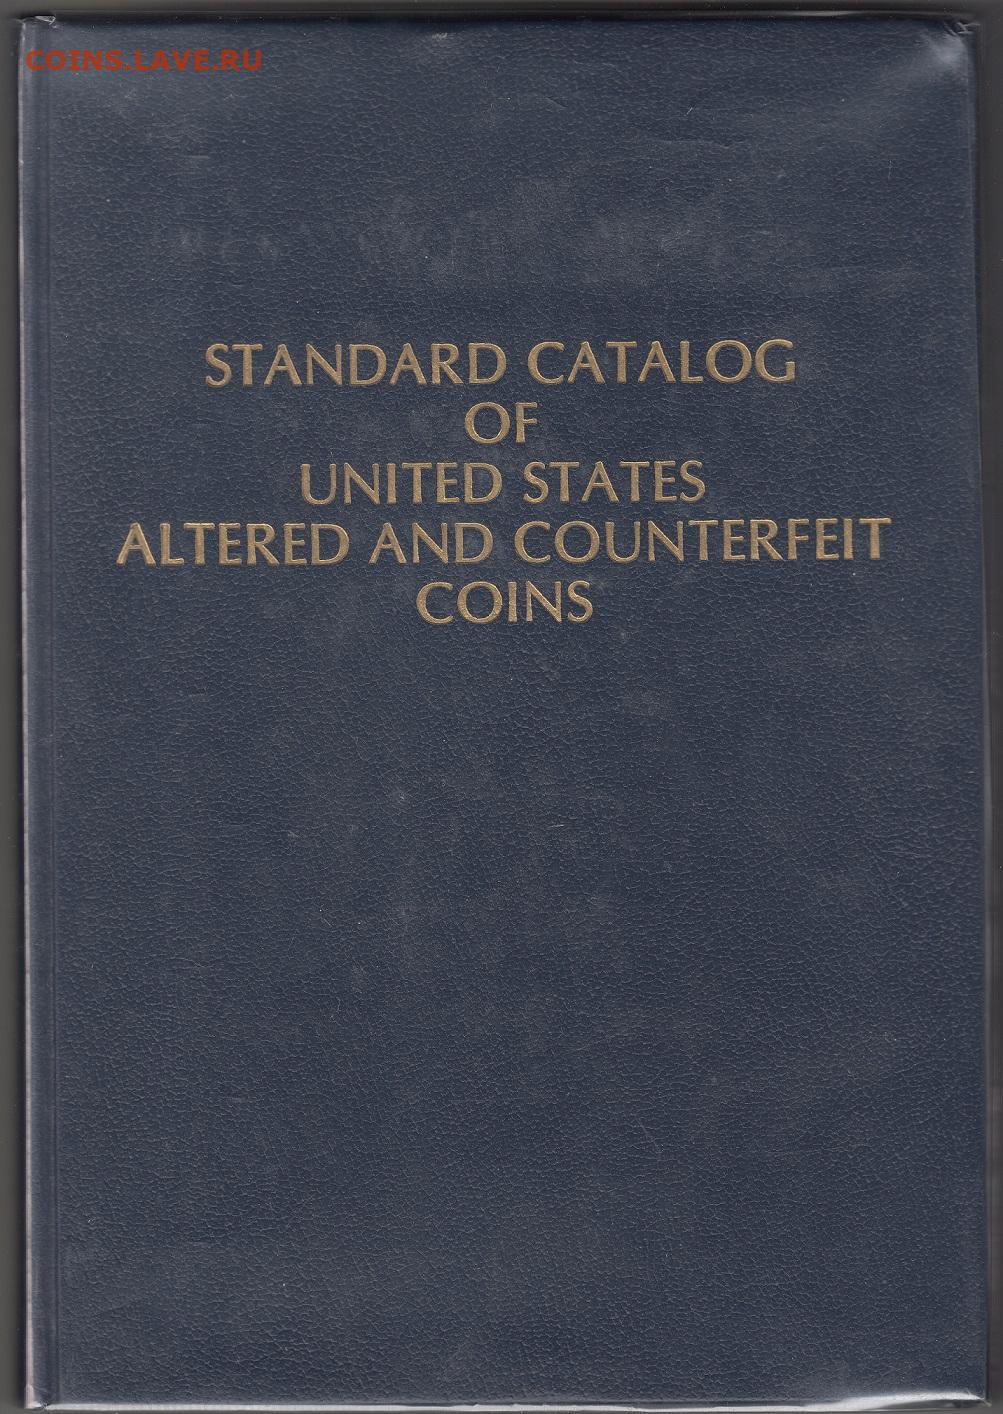 COINS.LAVE.RU
STANDARD CATALOG
OF
UNITED STATES
ALTERED AND COUNTERFEIT
COINS